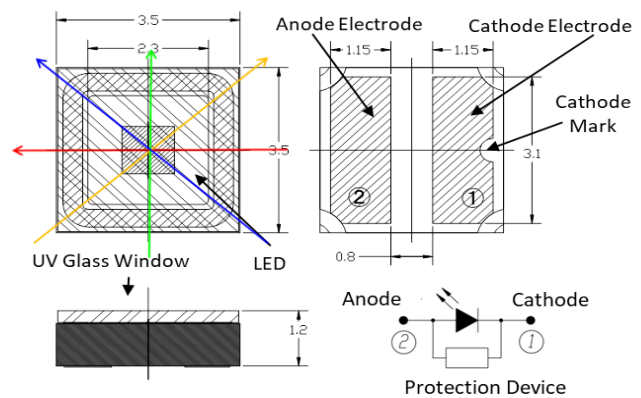 3.5
2.3
3.5
UV Glass Window
LED
Anode Electrode
Cathode Electrode
1.15
1.15
Cathode
Mark
3.1
②
①
0.8
1.2
Anode
Cathode
②
①
Protection Device